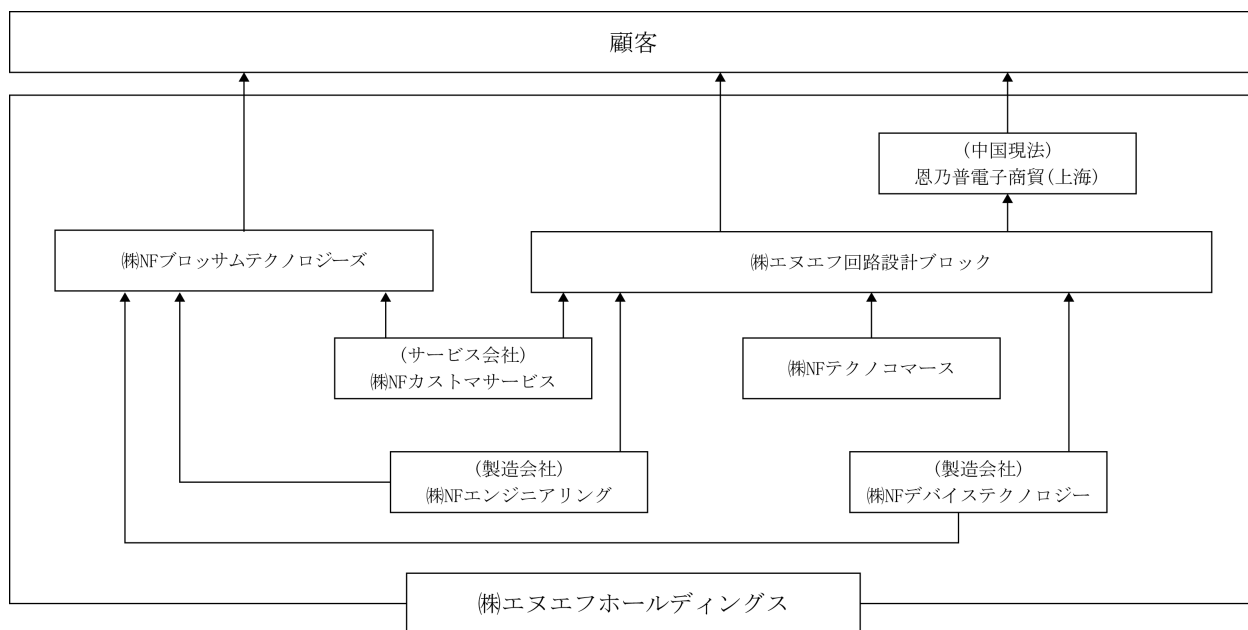 顧客
(中国現法)
恩乃普電子商貿(上海)
㈱NFブロッサムテクノロジーズ
㈱エヌエフ回路設計ブロック
(サービス会社)
㈱NFカストマサービス
㈱NFテクノコマース
(製造会社)
㈱NFエンジニアリング
(製造会社)
㈱NFデバイステクノロジー
㈱エヌエフホールディングス